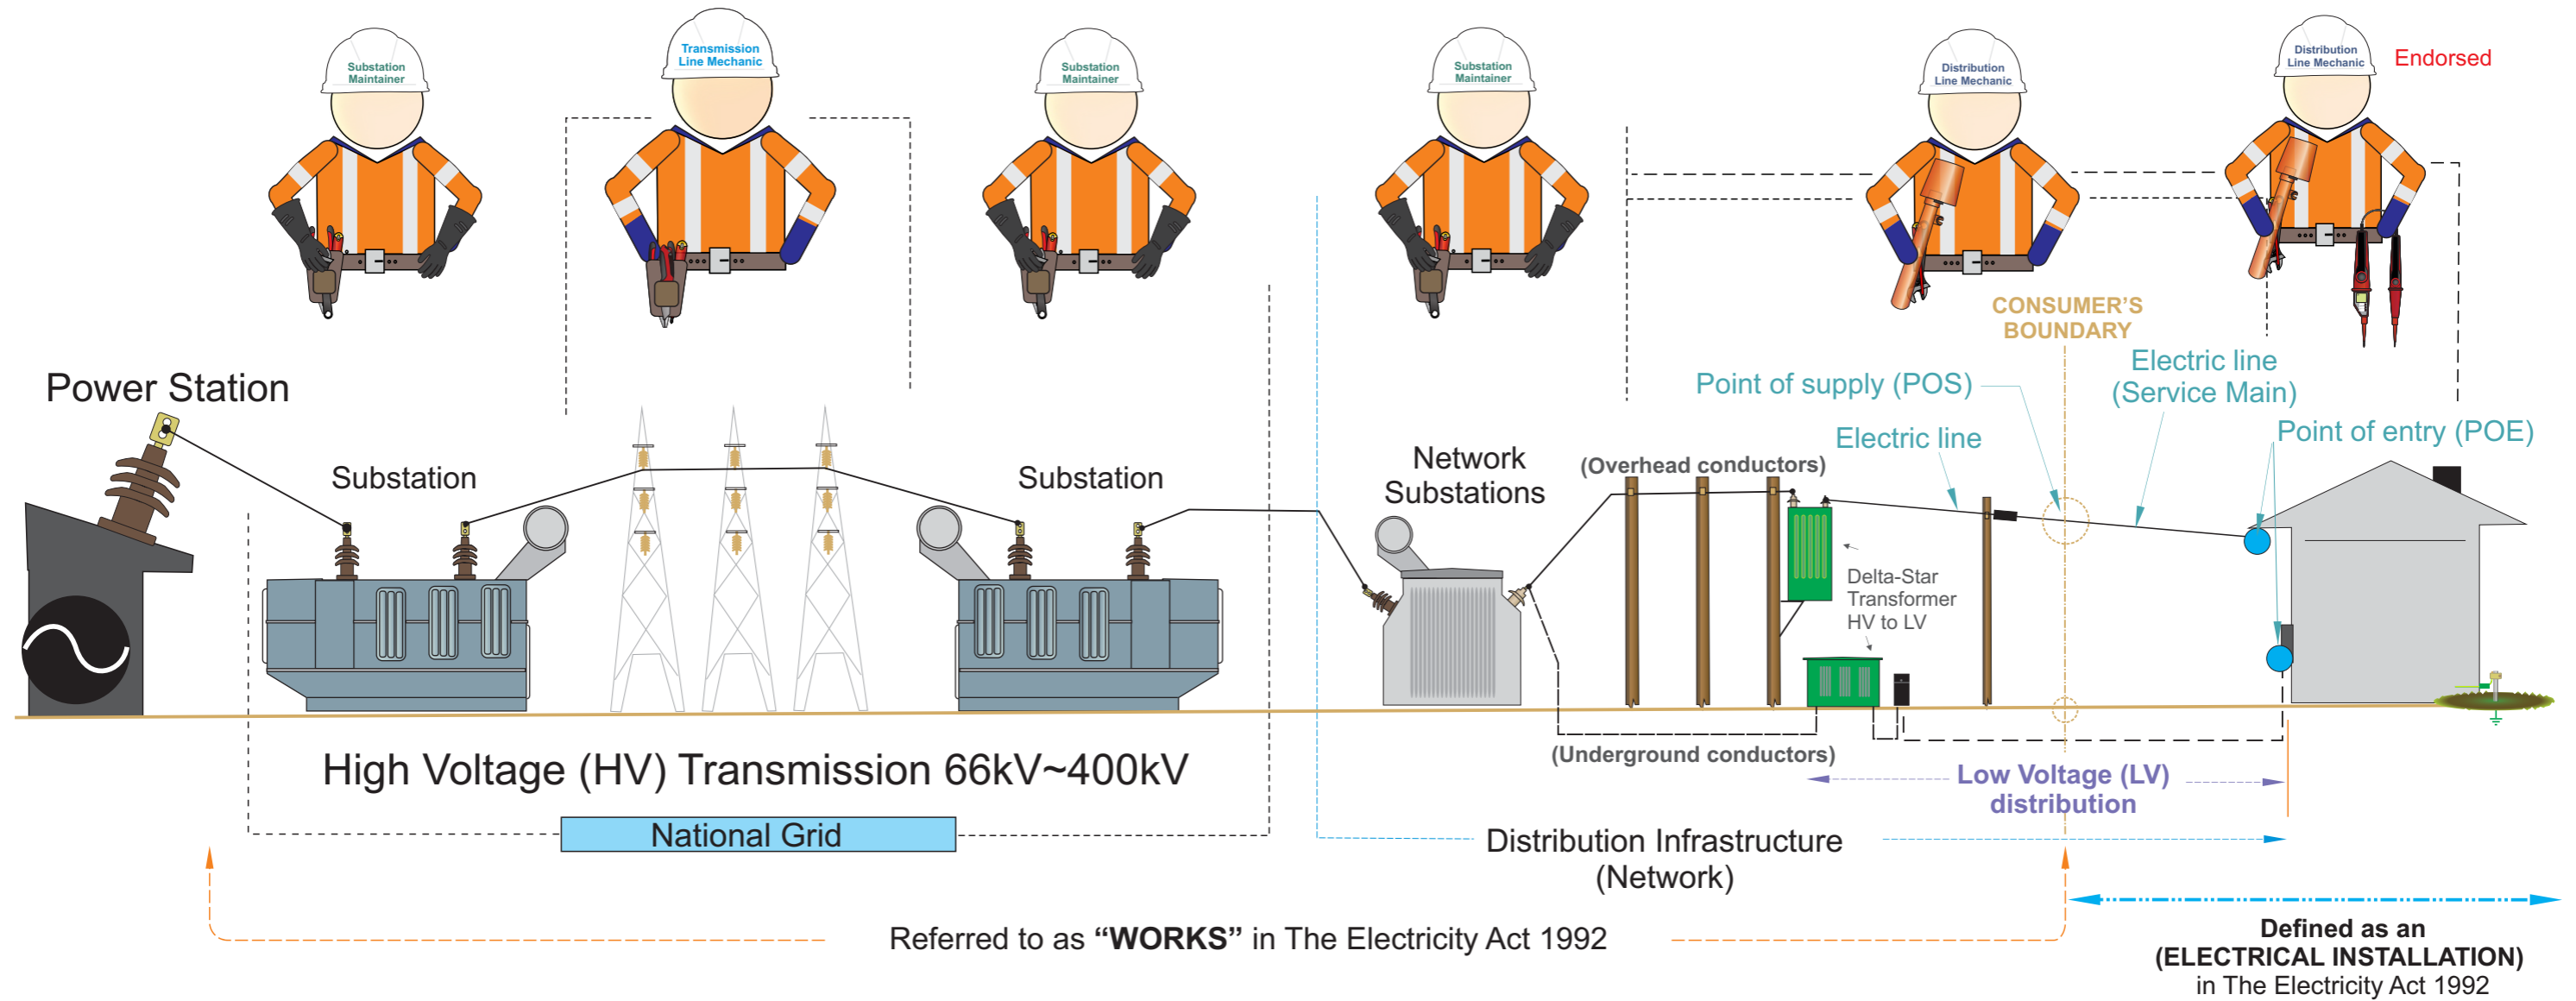 Substation
Maintainer
Transmission
Line Mechanic
Substation
Maintainer
Substation
Maintainer
Distribution
Line Mechanic
Distribution
Line Mechanic
Endorsed
CONSUMER’S
BOUNDARY
Power Station
Substation
Substation
Network
Substations
(Overhead conductors)
Point of supply (POS)
Electric line
Electric line
(Service Main)
Point of entry (POE)
Delta-Star
Transformer
HV to LV
(Underground conductors)
High Voltage (HV) Transmission 66kV~400kV
Low Voltage (LV)
distribution
National Grid
Distribution Infrastructure
(Network)
Referred to as “WORKS” in The Electricity Act 1992
Defined as an
(ELECTRICAL INSTALLATION)
in The Electricity Act 1992